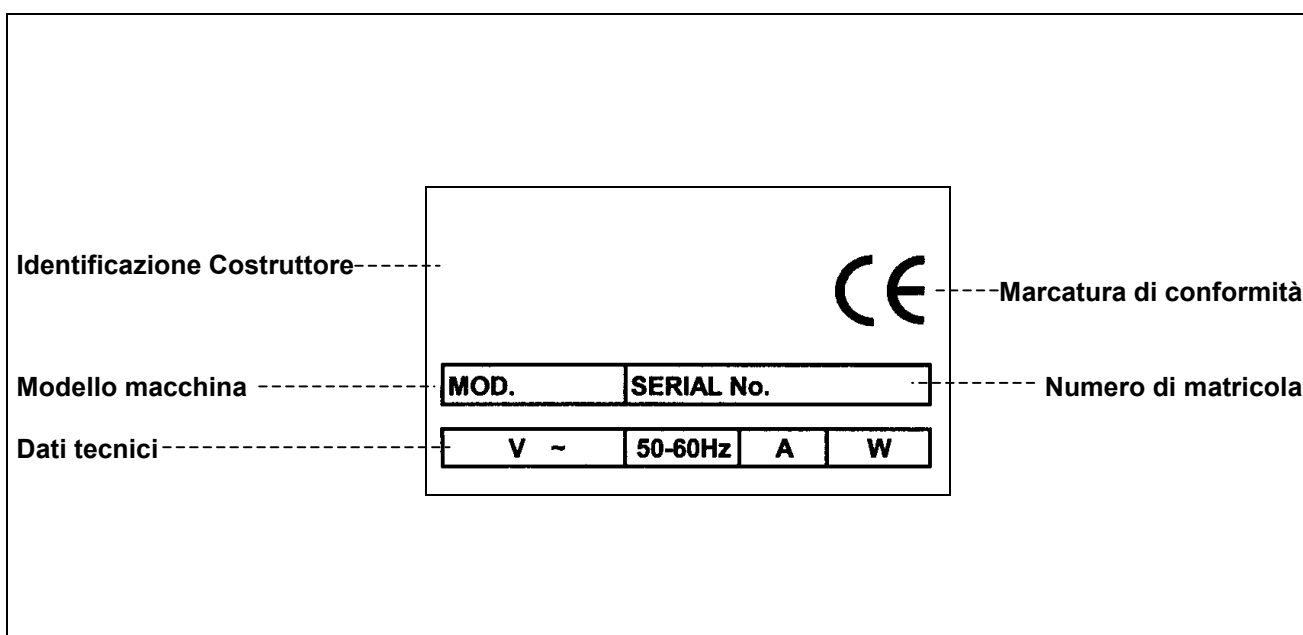 Identificazione Costruttore
CE
Marcatura di conformità
Modello macchina
MOD.
SERIAL No.
Numero di matricola
Dati tecnici
V ~
50-60Hz
A
W